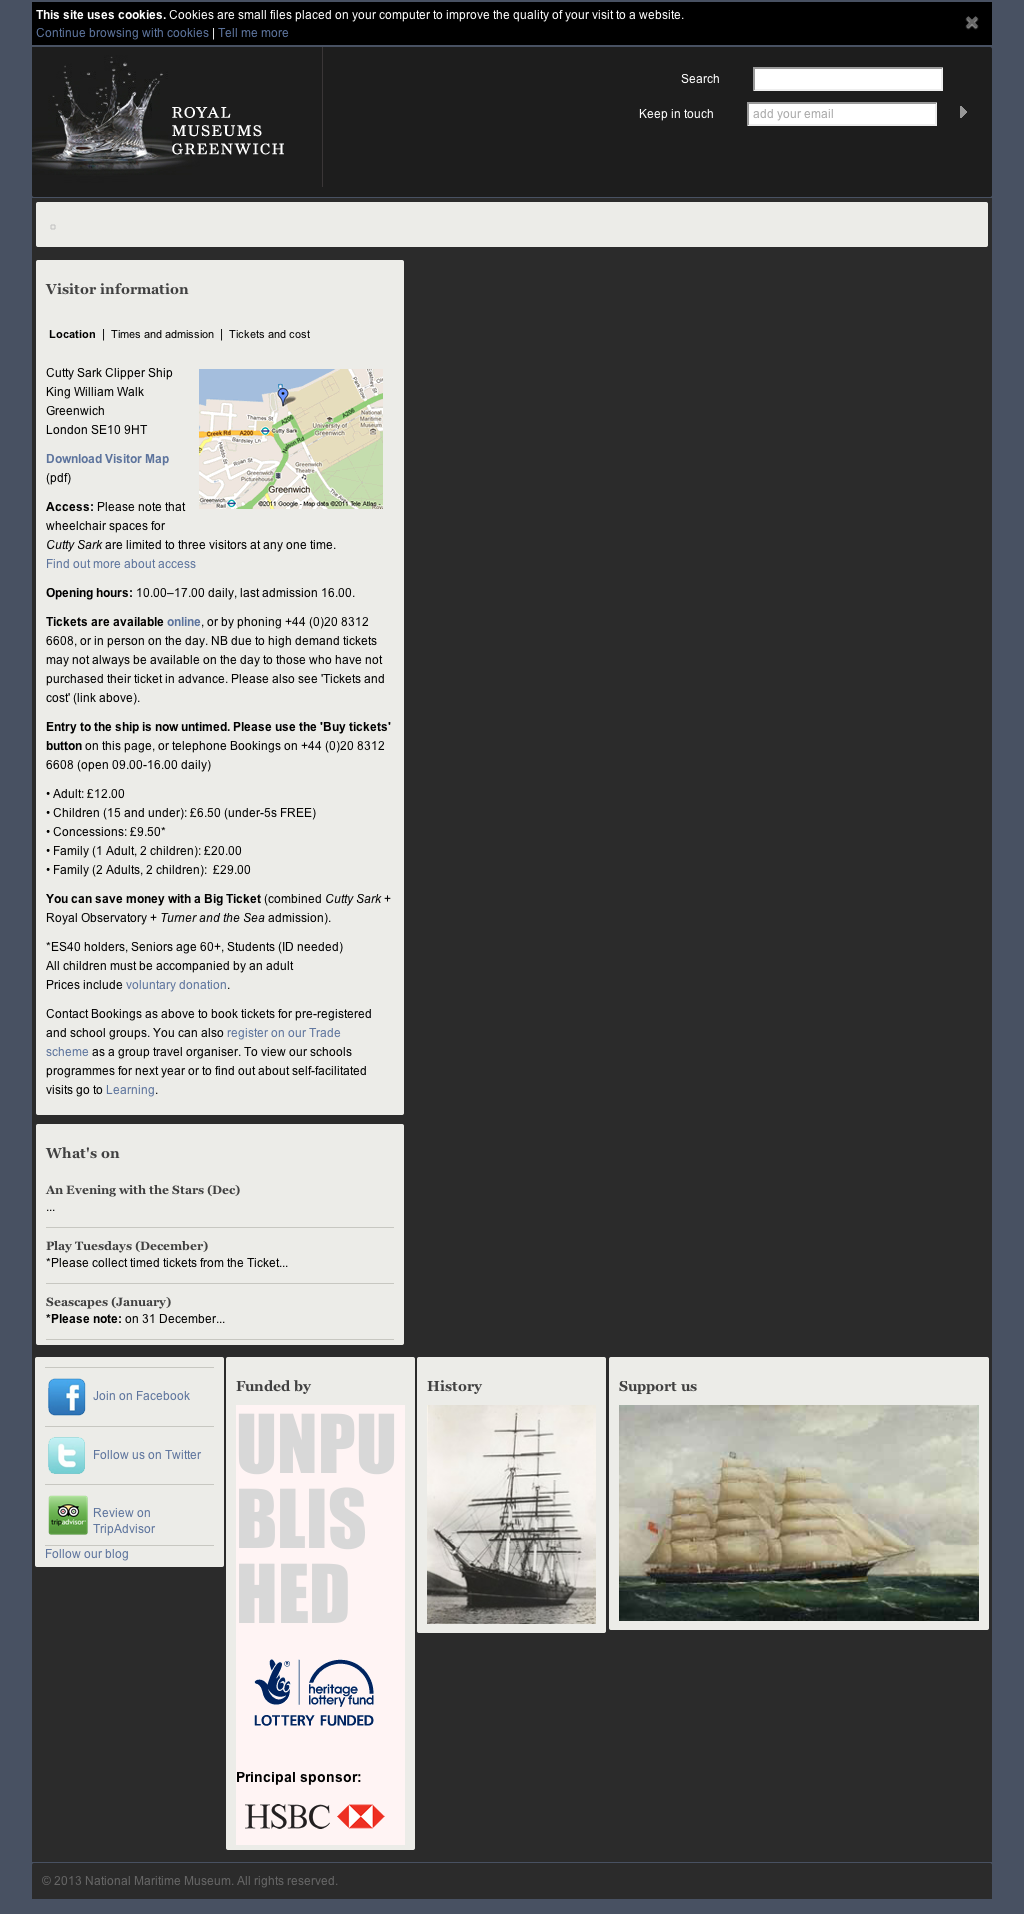 This site uses cookies. Cookies are small files placed on your computer to improve the quality of your visit to a website.
Continue browsing with cookies | Tell me more
ROYAL
MUSEUMS
GREENWICH
Search
Keep in touch
add your email
Visitor information
Location | Times and admission | Tickets and cost
Cutty Sark Clipper Ship
King William Walk
Greenwich
London SE10 9HT
Download Visitor Map
(pdf)
Thames St
Creek Rd
A200
A206
A206
Cutty Sark
Bardsley Ln
Nelson Rd
University of
Greenwich
National
Maritime
Museum
Park Row
Greenwich
Theatre
Greenwich
Picturehouse
Greenwich
Greenwich
Rail
©2011 Google - Map data ©2011 Tele Atlas -
Access: Please note that
wheelchair spaces for
Cutty Sark are limited to three visitors at any one time.
Find out more about access
Opening hours: 10.00–17.00 daily, last admission 16.00.
Tickets are available online, or by phoning +44 (0)20 8312
6608, or in person on the day. NB due to high demand tickets
may not always be available on the day to those who have not
purchased their ticket in advance. Please also see 'Tickets and
cost' (link above).
Entry to the ship is now untimed. Please use the 'Buy tickets'
button on this page, or telephone Bookings on +44 (0)20 8312
6608 (open 09.00-16.00 daily)
• Adult: £12.00
• Children (15 and under): £6.50 (under-5s FREE)
• Concessions: £9.50*
• Family (1 Adult, 2 children): £20.00
• Family (2 Adults, 2 children): £29.00
You can save money with a Big Ticket (combined Cutty Sark +
Royal Observatory + Turner and the Sea admission).
*ES40 holders, Seniors age 60+, Students (ID needed)
All children must be accompanied by an adult
Prices include voluntary donation.
Contact Bookings as above to book tickets for pre-registered
and school groups. You can also register on our Trade
scheme as a group travel organiser. To view our schools
programmes for next year or to find out about self-facilitated
visits go to Learning.
What's on
An Evening with the Stars (Dec)
...
Play Tuesdays (December)
*Please collect timed tickets from the Ticket...
Seascapes (January)
*Please note: on 31 December...
Join on Facebook
Follow us on Twitter
tripadvisor
Review on
TripAdvisor
Follow our blog
Funded by
UNPU
BLIS
HED
heritage
lottery fund
LOTTERY FUNDED
Principal sponsor:
HSBC
History
Support us
© 2013 National Maritime Museum. All rights reserved.